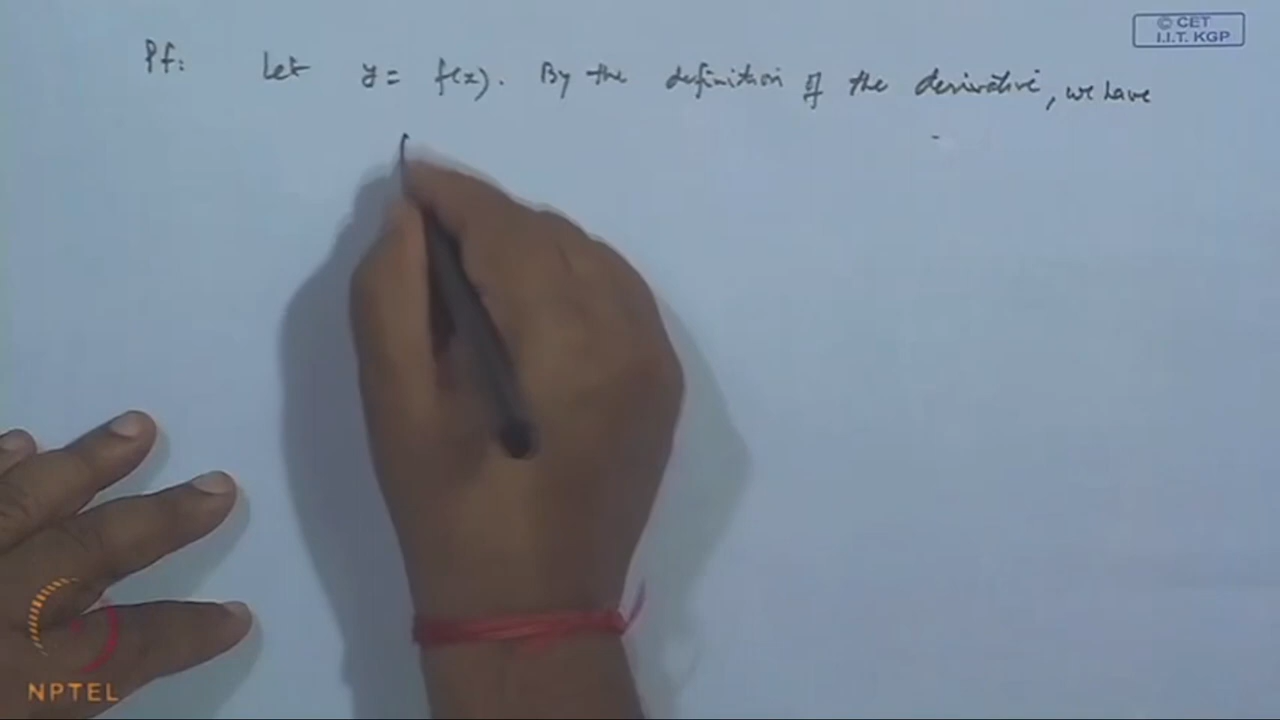 © CET
I.I.T. KGP
Pf: Let y = f(x). By the definition of the derivative, we have
NPTEL